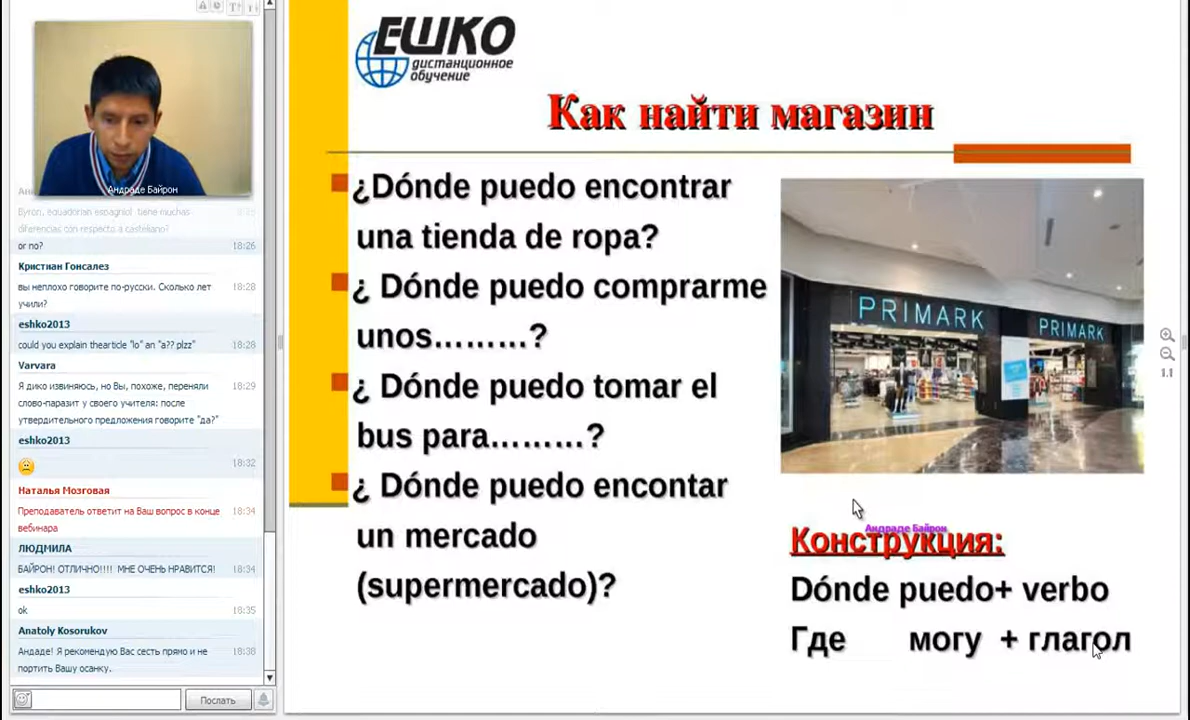 Андраде Байрон
Byron, equadorian espagniol tiene muchas
diferencias con respecto a castellano?
or no?
18:26
Кристиан Гонсалез
вы неплохо говорите по-русски. Сколько лет
18:28
учили?
eshko2013
could you explain thearticle "lo" an "a?? plzz"
18:28
Varvara
Я дико извиняюсь, но Вы, похоже, переняли
18:29
слово-паразит у своего учителя: после
утвердительного предложения говорите "да?"
eshko2013
18:32
Наталья Мозговая
Преподаватель ответит на Ваш вопрос в конце
18:34
вебинара
ЛЮДМИЛА
БАЙРОН! ОТЛИЧНО!!!! МНЕ ОЧЕНЬ НРАВИТСЯ!
18:34
eshko2013
ok
18:35
Anatoly Kosorukov
Андаде! Я рекомендую Вас сесть прямо и не
18:38
портить Вашу осанку.
Послать
ЕШКО
дистанционное
обучение
Как найти магазин
¿Dónde puedo encontrar
una tienda de ropa?
¿ Dónde puedo comprarme
unos………?
¿ Dónde puedo tomar el
bus para………?
¿ Dónde puedo encontar
un mercado
(supermercado)?
PRIMARK
PRIMARK
Андраде Байрон
Конструкция:
Dónde puedo+ verbo
Где могу + глагол
1:1